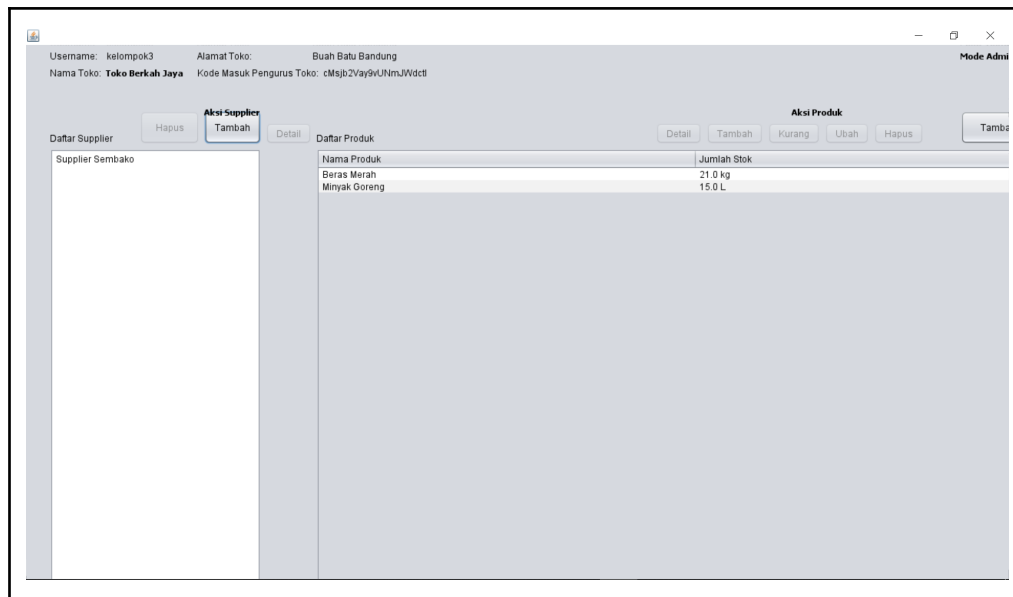 Username: kelompok3 Alamat Toko: Buah Batu Bandung Mode Admi
Nama Toko: Toko Berkah Jaya Kode Masuk Pengurus Toko: cMsjb2Vay9vUNmJWdctl
Aksi Supplier Aksi Produk
Daftar Supplier Hapus Tambah Detail Daftar Produk Detail Tambah Kurang Ubah Hapus Tamba
Supplier Sembako Nama Produk Jumlah Stok
Beras Merah 21.0 kg
Minyak Goreng 15.0 L